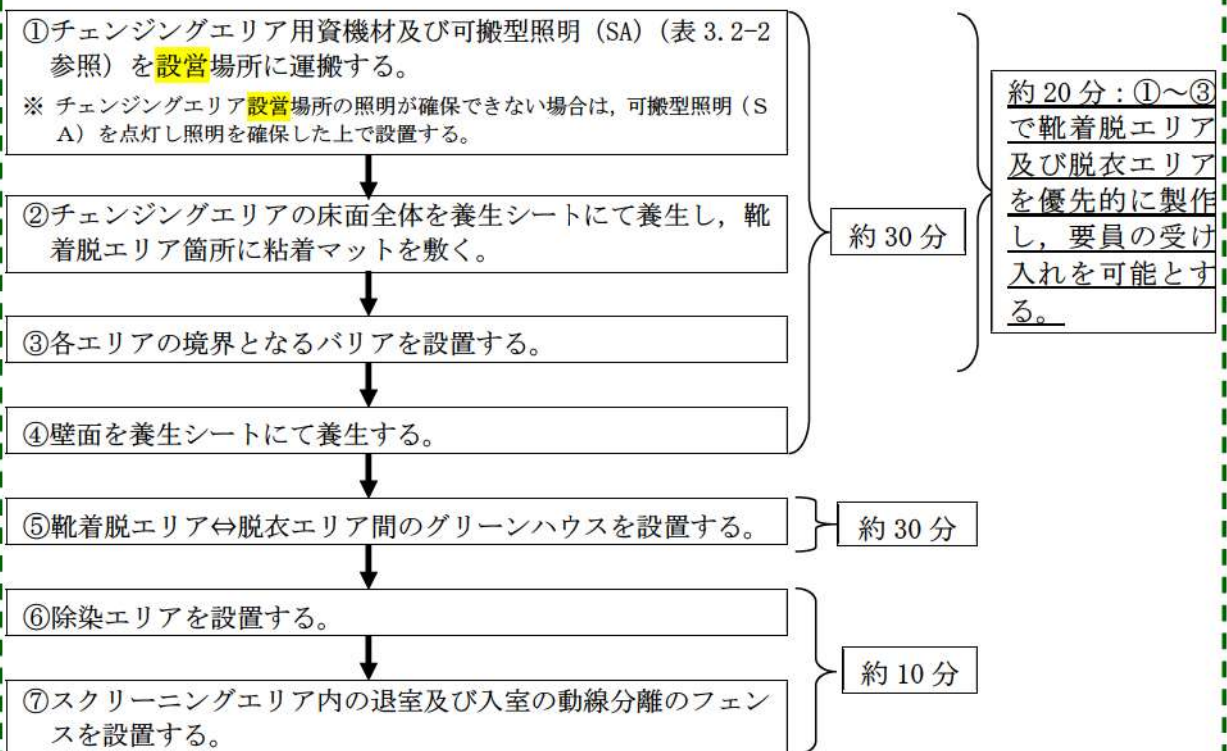 ①チェンジングエリア用資機材及び可搬型照明（SA）（表 3.2-2
参照）を設営場所に運搬する。
※ チェンジングエリア設営場所の照明が確保できない場合は，可搬型照明（Ｓ
Ａ）を点灯し照明を確保した上で設置する。
②チェンジングエリアの床面全体を養生シートにて養生し，靴
着脱エリア箇所に粘着マットを敷く。
③各エリアの境界となるバリアを設置する。
④壁面を養生シートにて養生する。
約 30 分
約 20 分：①～③
で靴着脱エリア
及び脱衣エリア
を優先的に製作
し，要員の受け
入れを可能とす
る。
⑤靴着脱エリア⇔脱衣エリア間のグリーンハウスを設置する。
約 30 分
⑥除染エリアを設置する。
⑦スクリーニングエリア内の退室及び入室の動線分離のフェン
スを設置する。
約 10 分